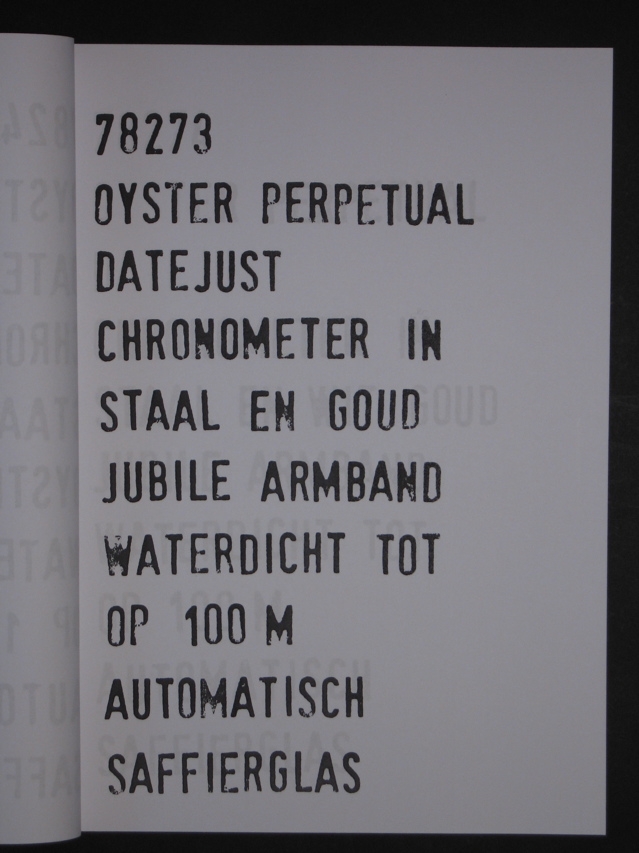 78273
OYSTER PERPETUAL
DATEJUST
CHRONOMETER IN
STAAL EN GOUD
JUBILE ARMBAND
WATERDICHT TOT
OP 100 M
AUTOMATISCH
SAFFIERGLAS